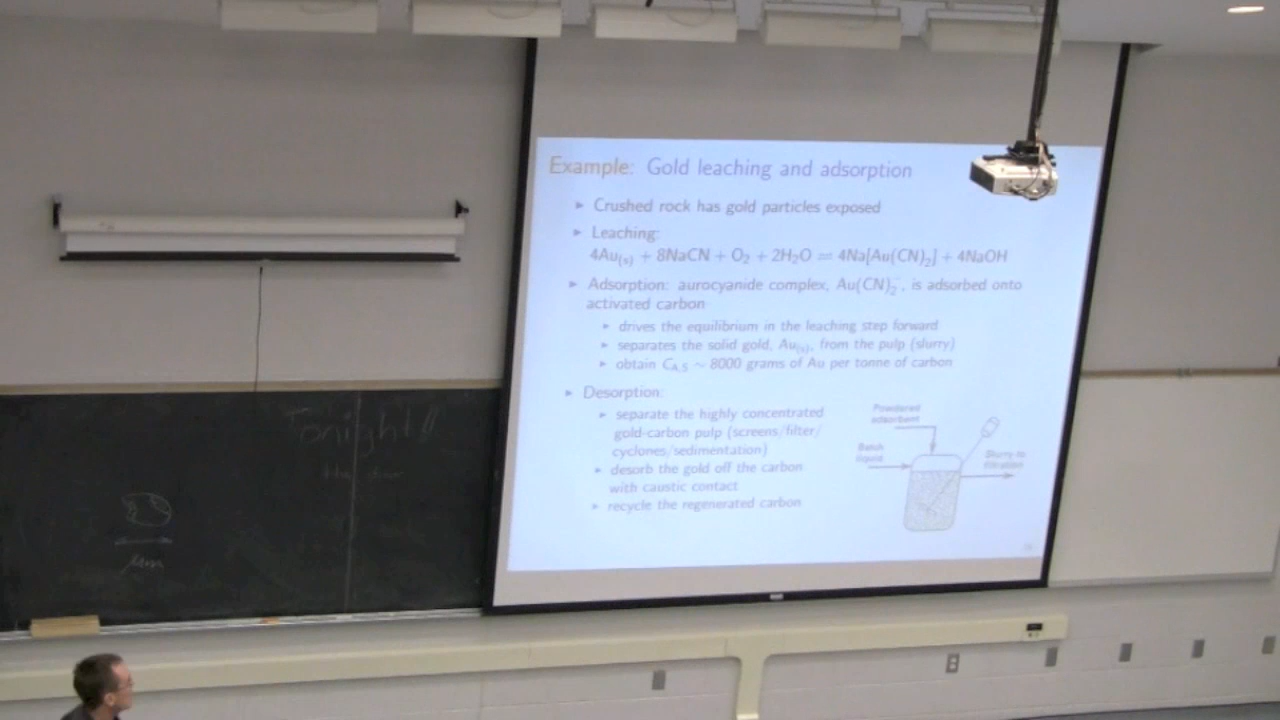 Example: Gold leaching and adsorption
▸ Crushed rock has gold particles exposed
▸ Leaching:
4Au(s) + 8NaCN + O₂ + 2H₂O ⇌ 4Na[Au(CN)₂] + 4NaOH
▸ Adsorption: aurocyanide complex, Au(CN)₂⁻, is adsorbed onto
activated carbon
▸ drives the equilibrium in the leaching step forward
▸ separates the solid gold, Au(s), from the pulp (slurry)
▸ obtain C_A,S ∼ 8000 grams of Au per tonne of carbon
▸ Desorption:
▸ separate the highly concentrated
gold-carbon pulp (screens/filter/
cyclones/sedimentation)
▸ desorb the gold off the carbon
with caustic contact
▸ recycle the regenerated carbon
Powdered
adsorbent
Batch
liquid
Slurry to
filtration
Tonight!!
μm